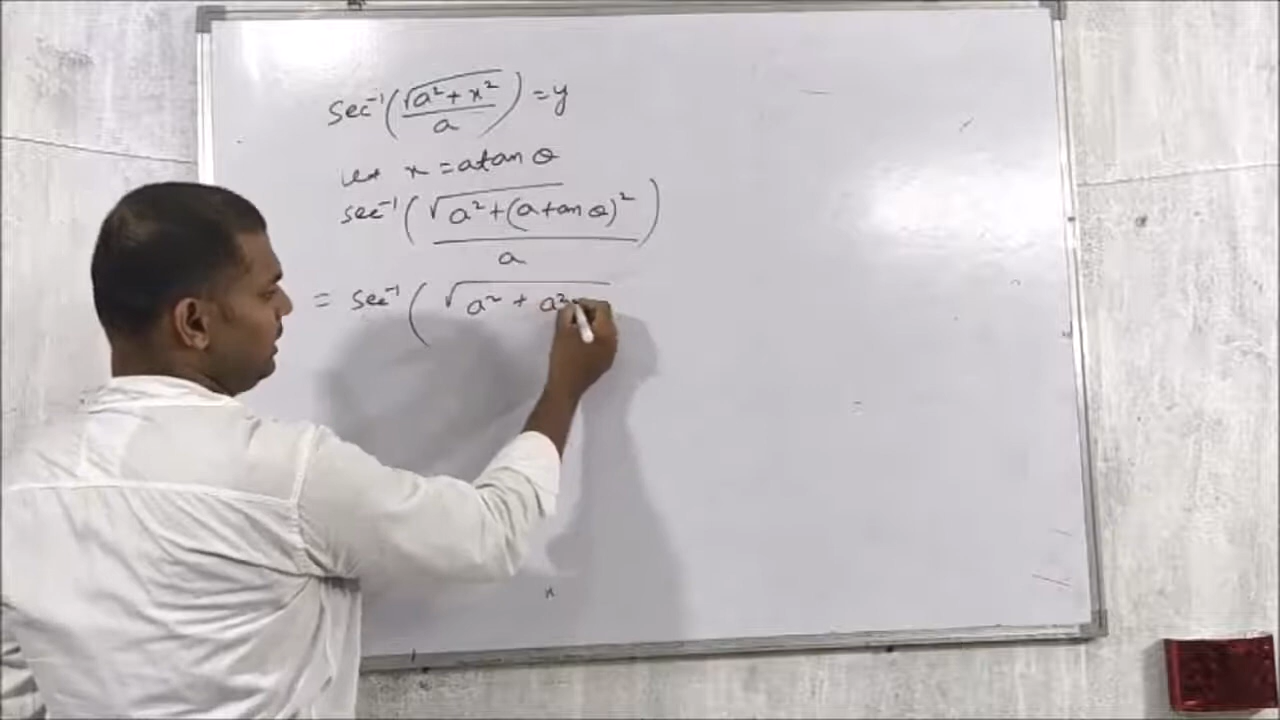 sec⁻¹(√a²+x²/a) = y
let x = a tan θ
sec⁻¹(√a²+(a tan θ)²/a)
= sec⁻¹(√a² + a²